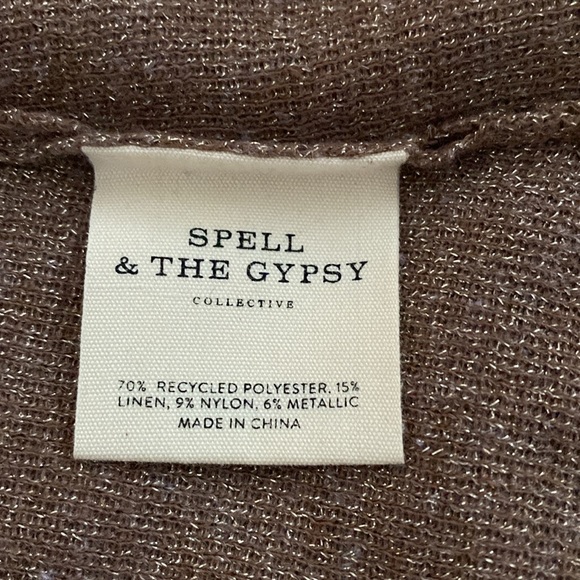 SPELL
& THE GYPSY
COLLECTIVE
70% RECYCLED POLYESTER, 15%
LINEN, 9% NYLON, 6% METALLIC
MADE IN CHINA